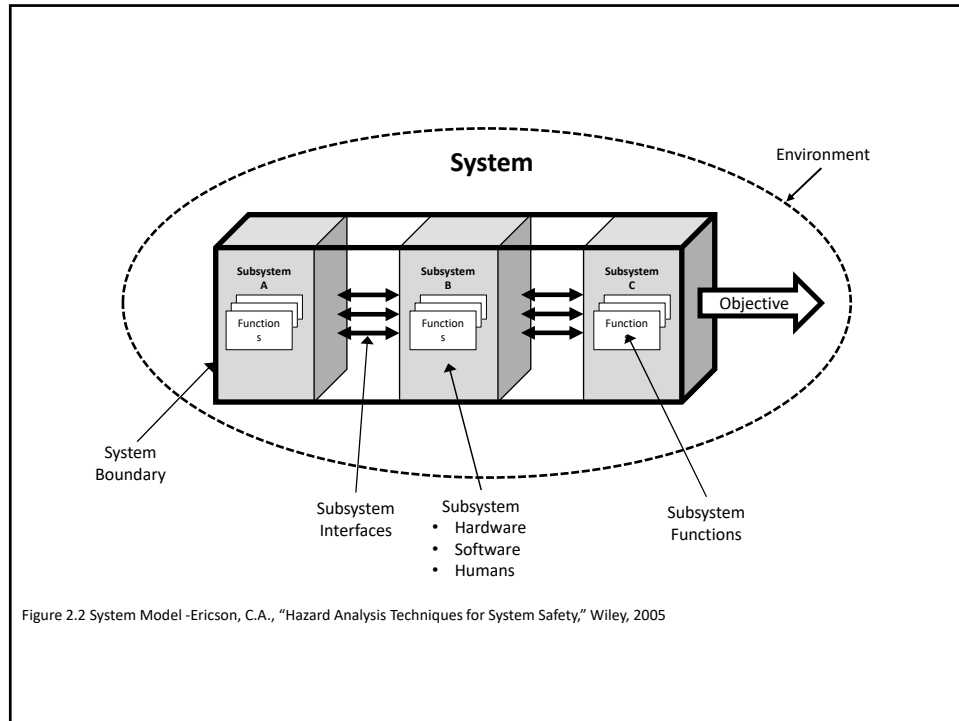 System
Environment
Subsystem
A
Function
s
Subsystem
B
Function
s
Subsystem
C
Function
s
Objective
System
Boundary
Subsystem
Interfaces
Subsystem
• Hardware
• Software
• Humans
Subsystem
Functions
Figure 2.2 System Model -Ericson, C.A., “Hazard Analysis Techniques for System Safety,” Wiley, 2005